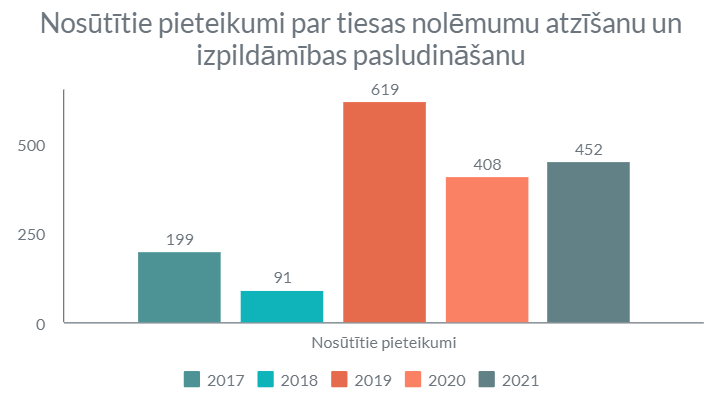 Nosūtītie pieteikumi par tiesas nolēmumu atzīšanu un
izpildāmības pasludināšanu
619
500
452
408
250
199
91
0
Nosūtītie pieteikumi
2017 2018 2019 2020 2021